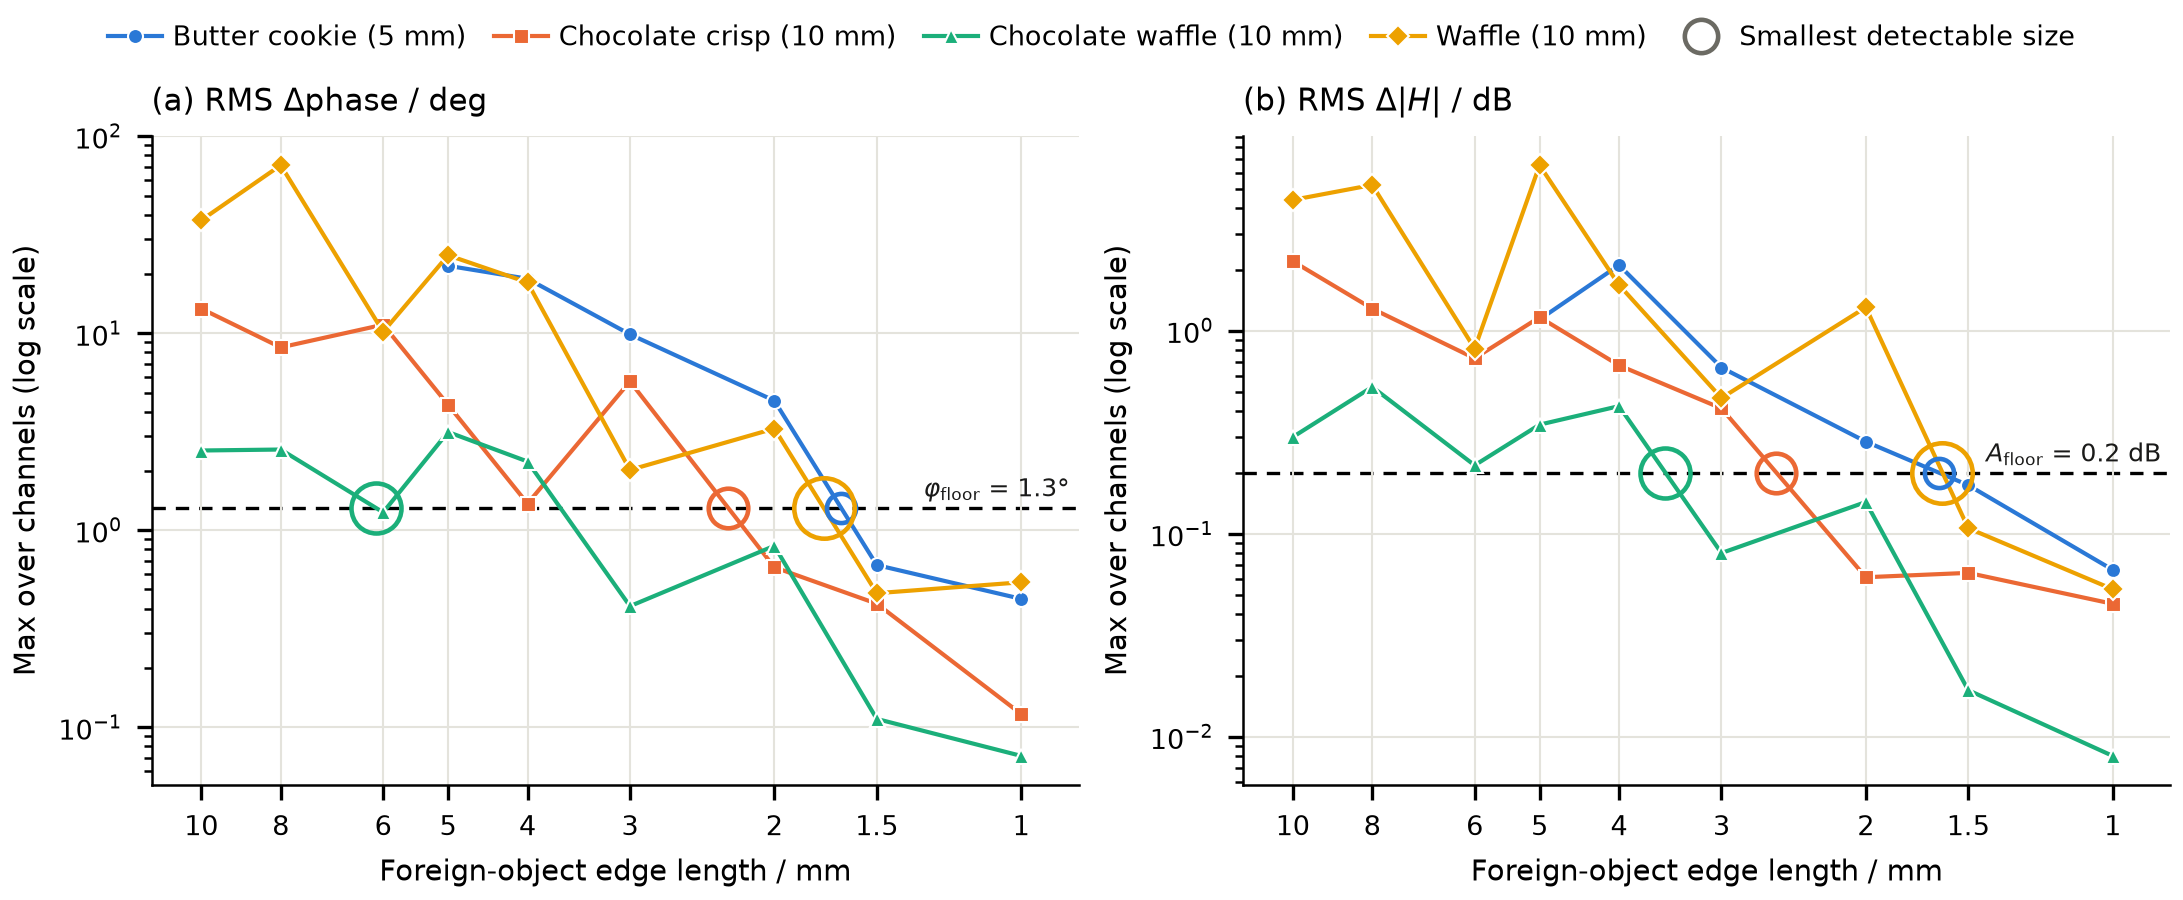 Butter cookie (5 mm) Chocolate crisp (10 mm) Chocolate waffle (10 mm) Waffle (10 mm) Smallest detectable size
(a) RMS Δphase / deg
Max over channels (log scale)
10²
10¹
10⁰
10⁻¹
φfloor = 1.3°
10 8 6 5 4 3 2 1.5 1
Foreign-object edge length / mm
(b) RMS Δ|H| / dB
Max over channels (log scale)
10⁰
10⁻¹
10⁻²
Afloor = 0.2 dB
10 8 6 5 4 3 2 1.5 1
Foreign-object edge length / mm